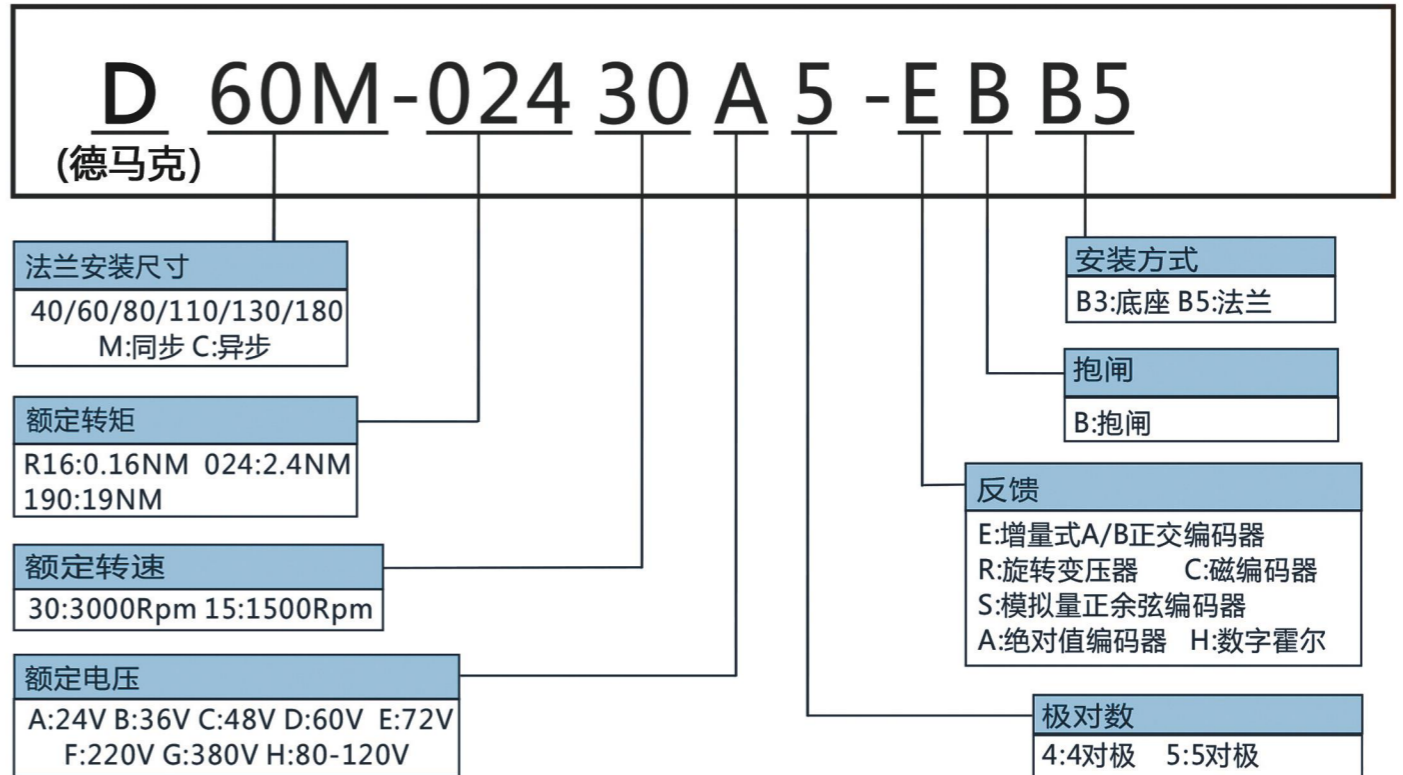 D 60M-024 30 A 5 -E B B5
(德马克)
法兰安装尺寸
40/60/80/110/130/180
M:同步 C:异步
额定转矩
R16:0.16NM 024:2.4NM
190:19NM
额定转速
30:3000Rpm 15:1500Rpm
额定电压
A:24V B:36V C:48V D:60V E:72V
F:220V G:380V H:80-120V
安装方式
B3:底座 B5:法兰
抱闸
B:抱闸
反馈
E:增量式A/B正交编码器
R:旋转变压器 C:磁编码器
S:模拟量正余弦编码器
A:绝对值编码器 H:数字霍尔
极对数
4:4对极 5:5对极